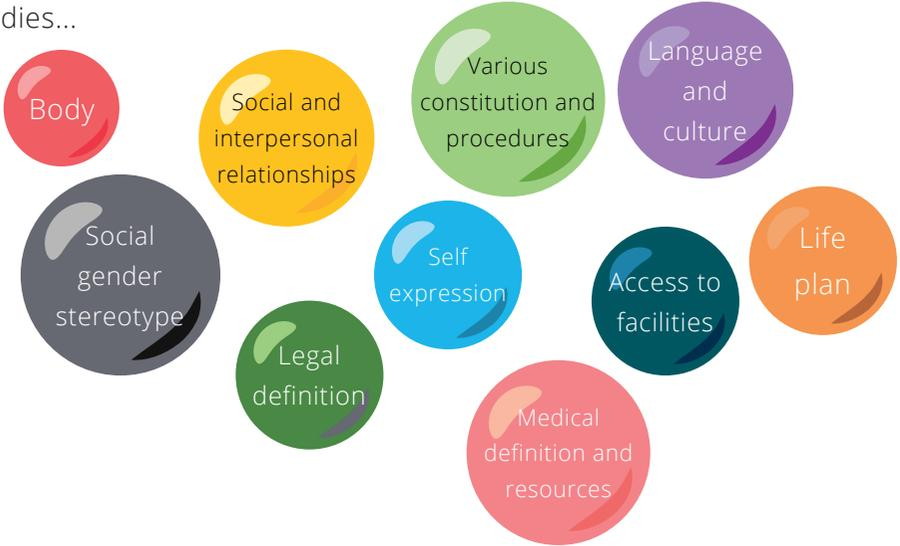 dies...
Body
Social and
interpersonal
relationships
Various
constitution and
procedures
Language
and
culture
Social
gender
stereotype
Self
expression
Access to
facilities
Life
plan
Legal
definition
Medical
definition and
resources